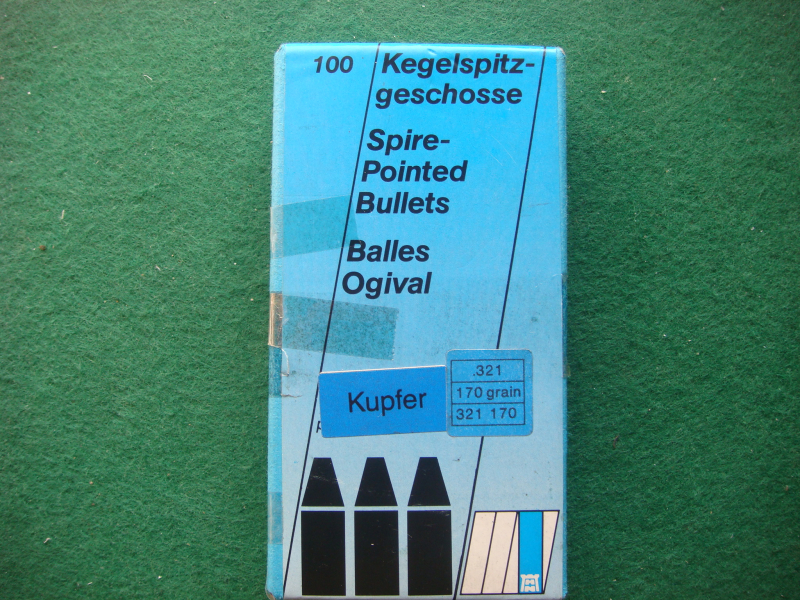 100 Kegelspitz-
geschosse
Spire-
Pointed
Bullets
Balles
Ogival
Kupfer
.321
170 grain
321 170